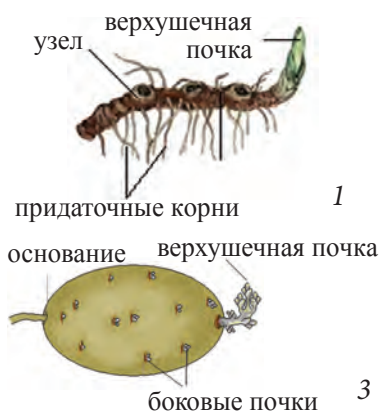 верхушечная
почка
узел
придаточные корни
1
основание
верхушечная почка
боковые почки
3